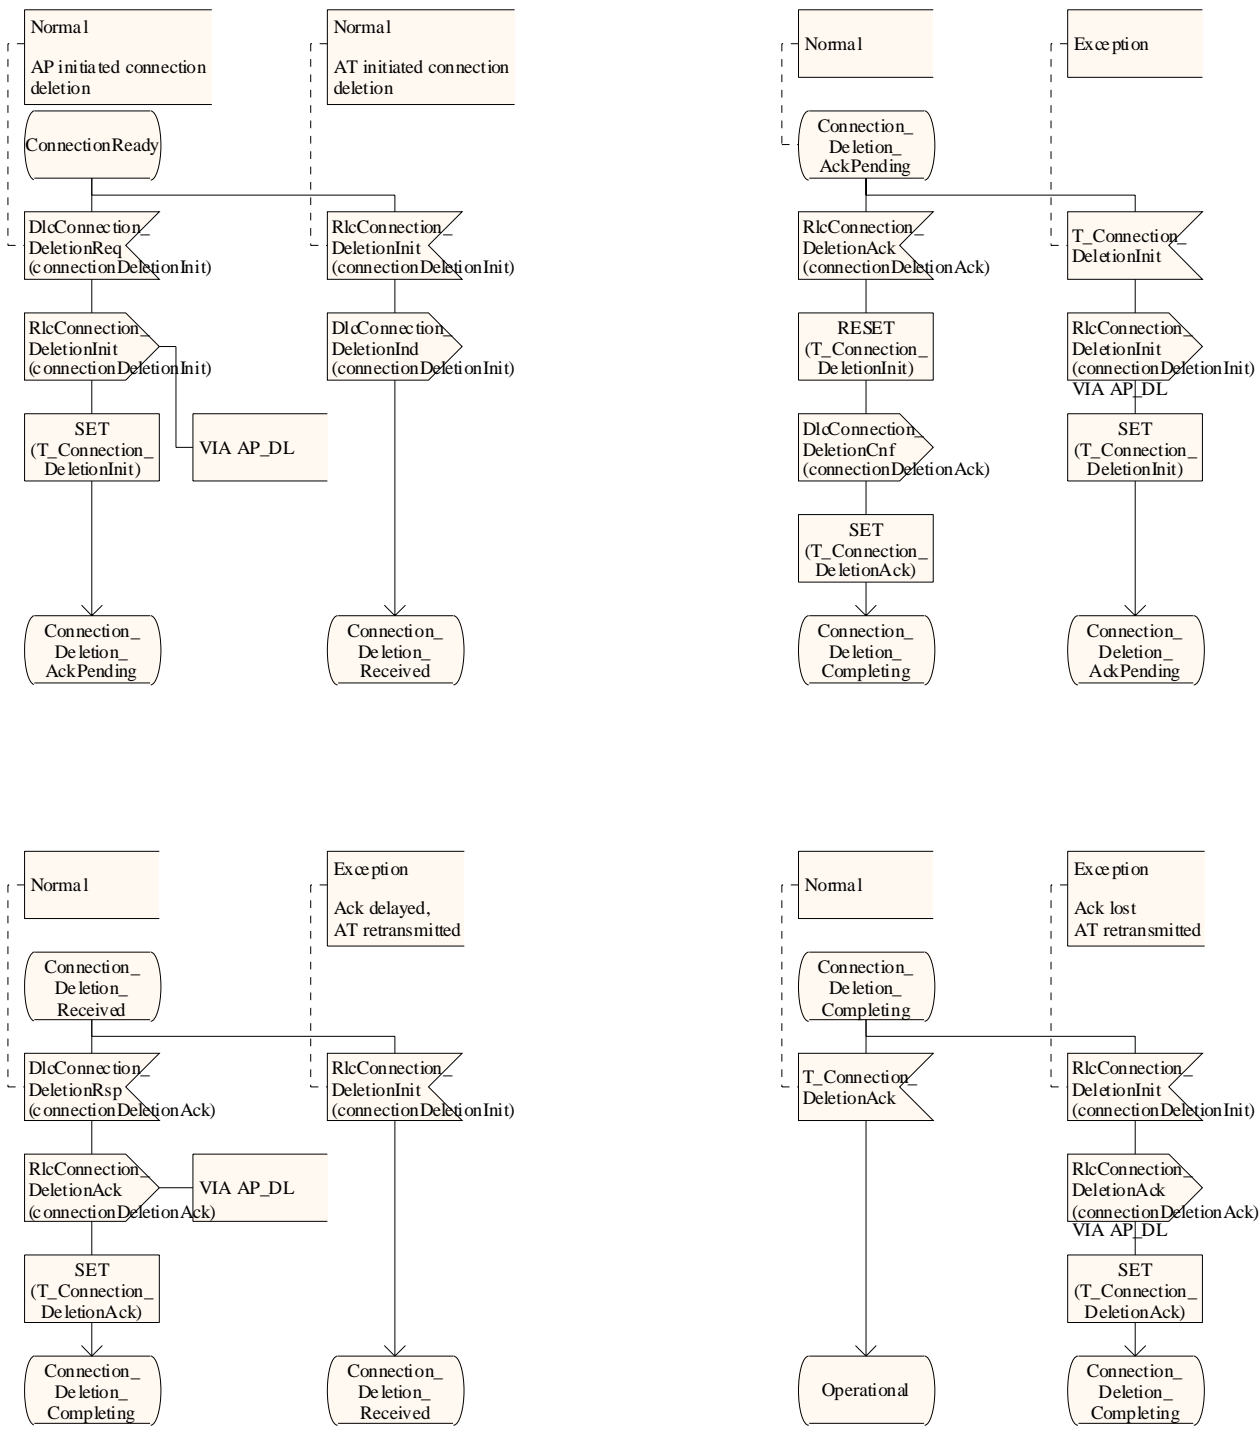 Normal
AP initiated connection
deletion
Normal
AT initiated connection
deletion
ConnectionReady
DlcConnection_
DeletionReq
(connectionDeletionInit)
RlcConnection_
DeletionInit
(connectionDeletionInit)
RlcConnection_
DeletionInit
(connectionDeletionInit)
DlcConnection_
DeletionInd
(connectionDeletionInit)
SET
(T_Connection_
DeletionInit)
VIA AP_DL
Connection_
Deletion_
AckPending
Connection_
Deletion_
Received
Normal
Exception
Connection_
Deletion_
AckPending
RlcConnection_
DeletionAck
(connectionDeletionAck)
T_Connection_
DeletionInit
RESET
(T_Connection_
DeletionInit)
RlcConnection_
DeletionInit
(connectionDeletionInit)
VIA AP_DL
DlcConnection_
DeletionCnf
(connectionDeletionAck)
SET
(T_Connection_
DeletionInit)
SET
(T_Connection_
DeletionAck)
Connection_
Deletion_
Completing
Connection_
Deletion_
AckPending
Normal
Exception
Ack delayed,
AT retransmitted
Connection_
Deletion_
Received
DlcConnection_
DeletionRsp
(connectionDeletionAck)
RlcConnection_
DeletionInit
(connectionDeletionInit)
RlcConnection_
DeletionAck
(connectionDeletionAck)
VIA AP_DL
SET
(T_Connection_
DeletionAck)
Connection_
Deletion_
Completing
Connection_
Deletion_
Received
Normal
Exception
Ack lost
AT retransmitted
Connection_
Deletion_
Completing
T_Connection_
DeletionAck
RlcConnection_
DeletionInit
(connectionDeletionInit)
RlcConnection_
DeletionAck
(connectionDeletionAck)
VIA AP_DL
SET
(T_Connection_
DeletionAck)
Operational
Connection_
Deletion_
Completing